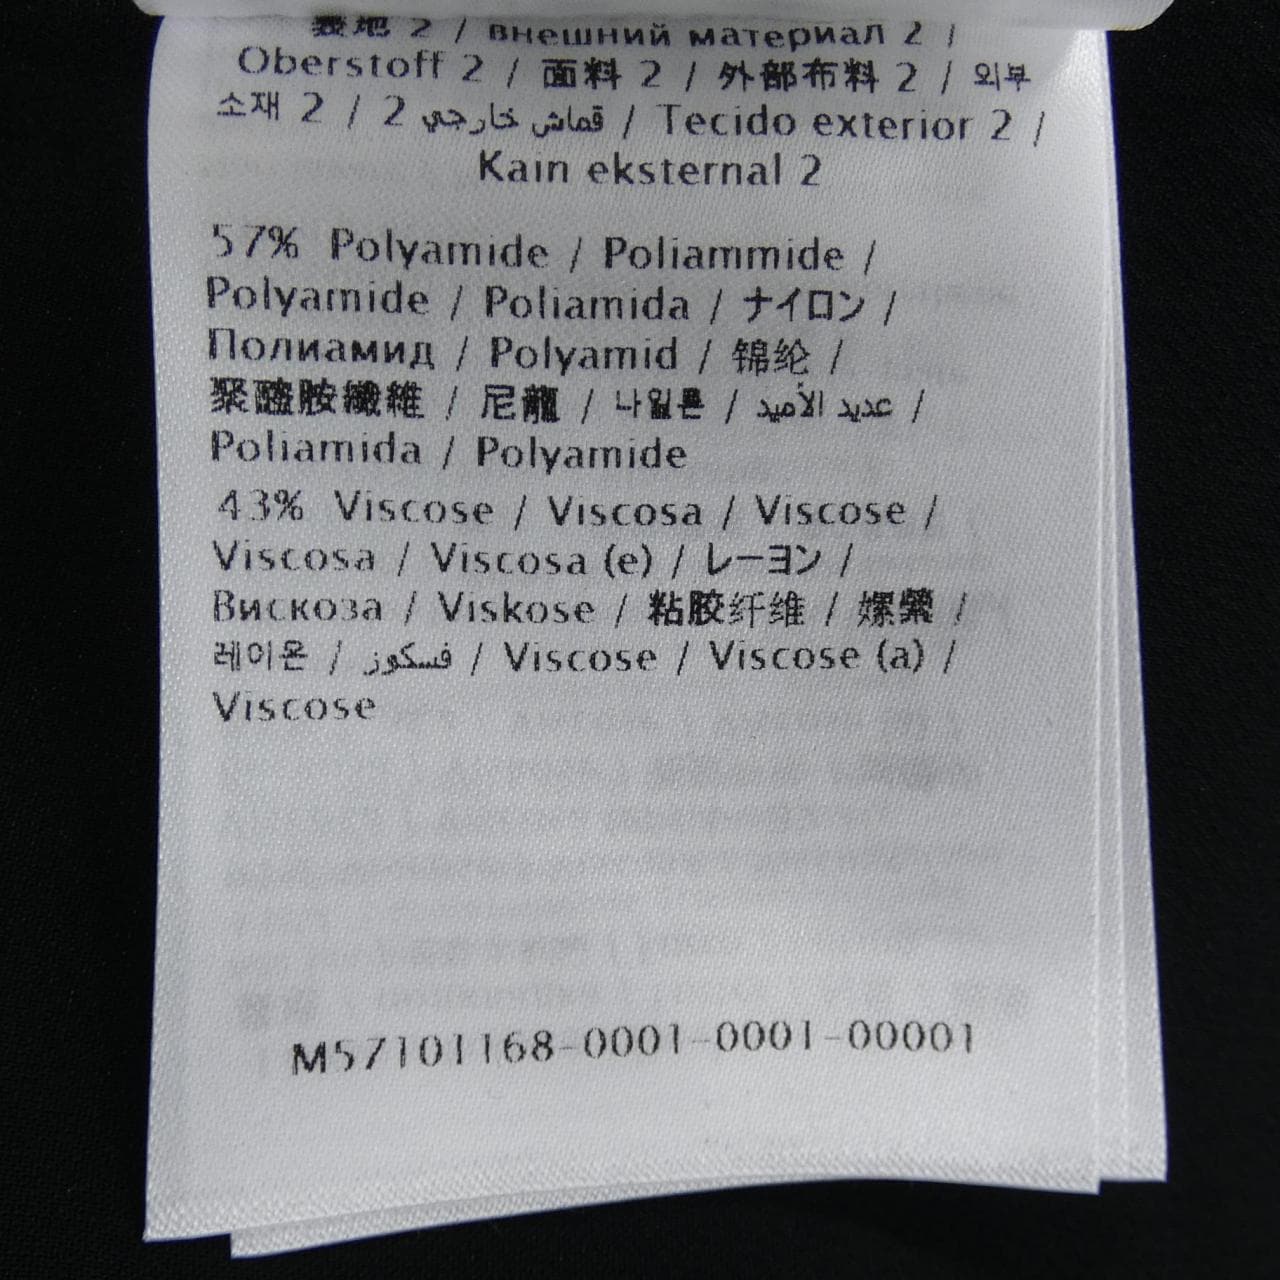 表地 2 / внешний материал 2 /
Oberstoff 2 / 面料 2 / 外部布料 2 / 외부
소재 2 / قماش خارجي 2 / Tecido exterior 2 /
Kain eksternal 2
57% Polyamide / Poliammide /
Polyamide / Poliamida / ナイロン /
Полиамид / Polyamid / 锦纶 /
聚醯胺纖維 / 尼龍 / 나일론 / عديد الأميد /
Poliamida / Polyamide
43% Viscose / Viscosa / Viscose /
Viscosa / Viscosa (e) / レーヨン /
Вискоза / Viskose / 粘胶纤维 / 嫘縈 /
레이온 / فسكوز / Viscose / Viscose (a) /
Viscose
M57101168-0001-0001-00001